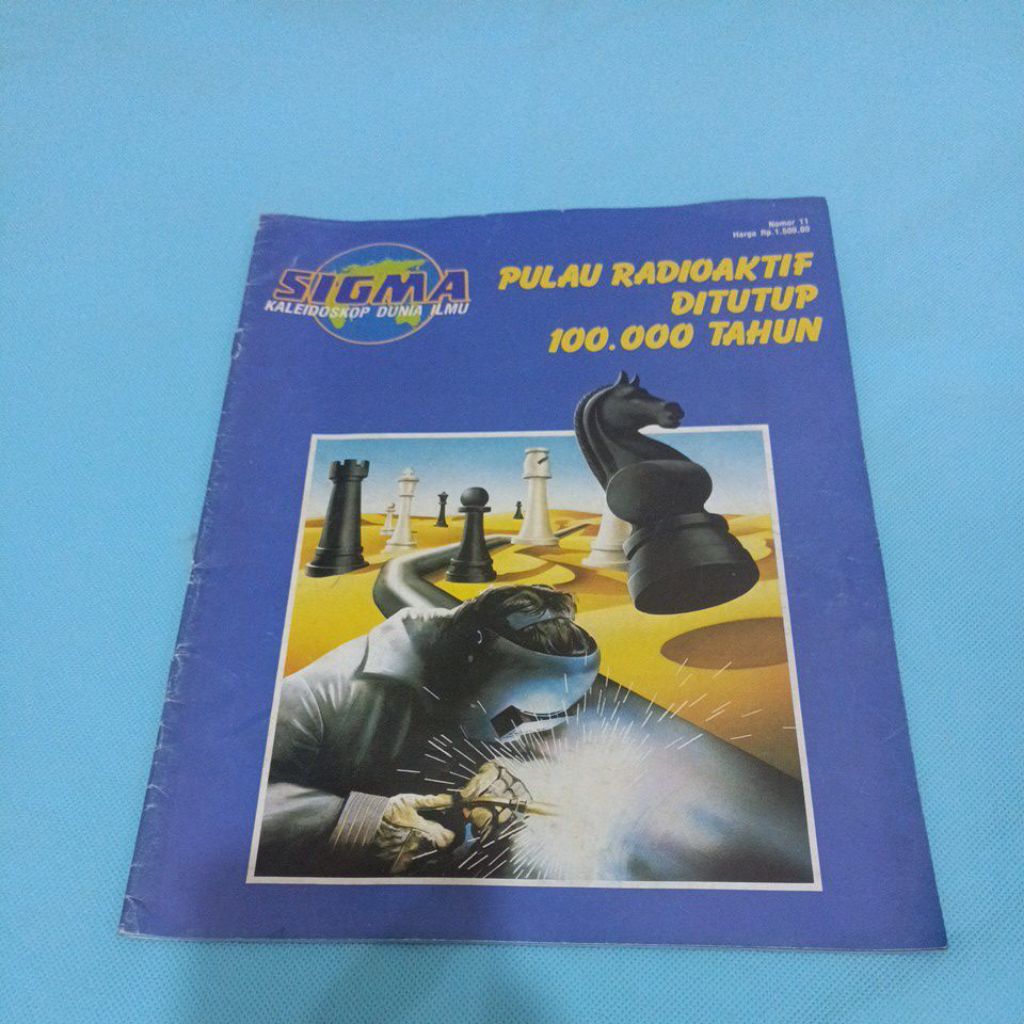 Nomor 11
Harga Rp.1.500,00
SIGMA
KALEIDOSKOP DUNIA ILMU
PULAU RADIOAKTIF
DITUTUP
100.000 TAHUN